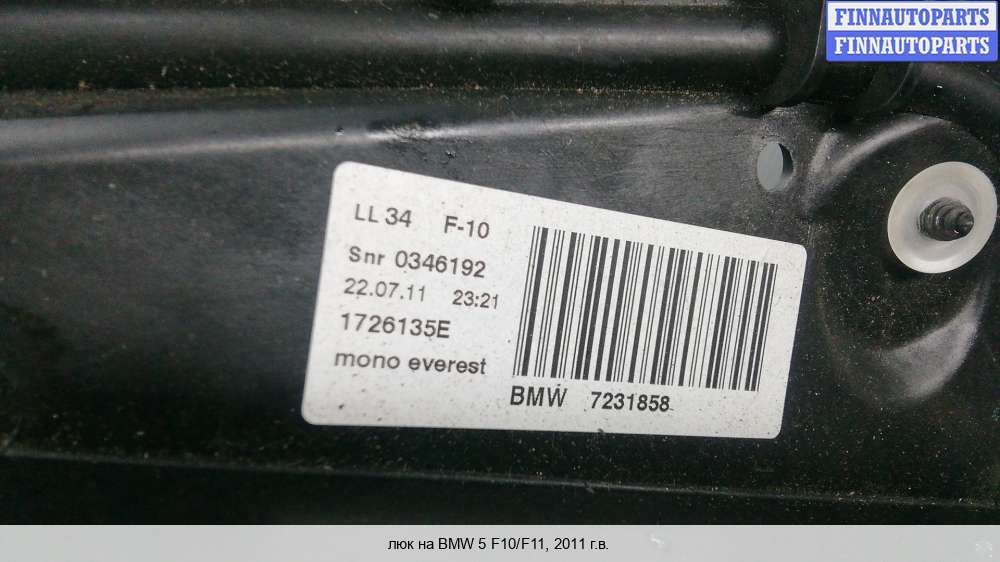 FINNAUTOPARTS
FINNAUTOPARTS
LL 34 F-10
Snr 0346192
22.07.11 23:21
1726135E
mono everest
BMW 7231858
люк на BMW 5 F10/F11, 2011 г.в.